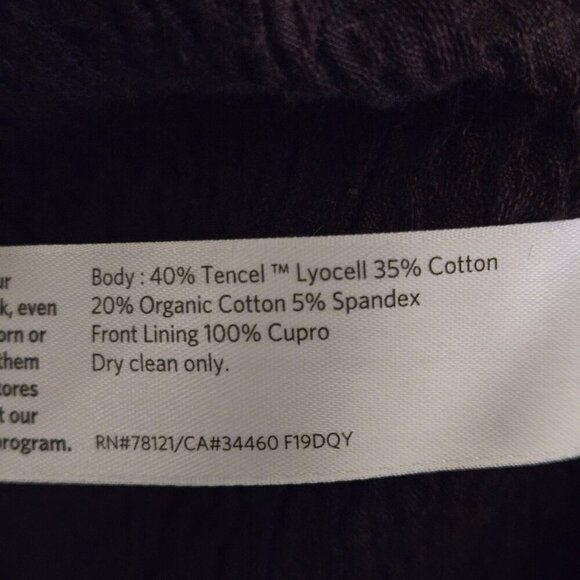 ur
k, even
orn or
them
tores
t our
program.
Body : 40% Tencel ™ Lyocell 35% Cotton
20% Organic Cotton 5% Spandex
Front Lining 100% Cupro
Dry clean only.
RN#78121/CA#34460 F19DQY